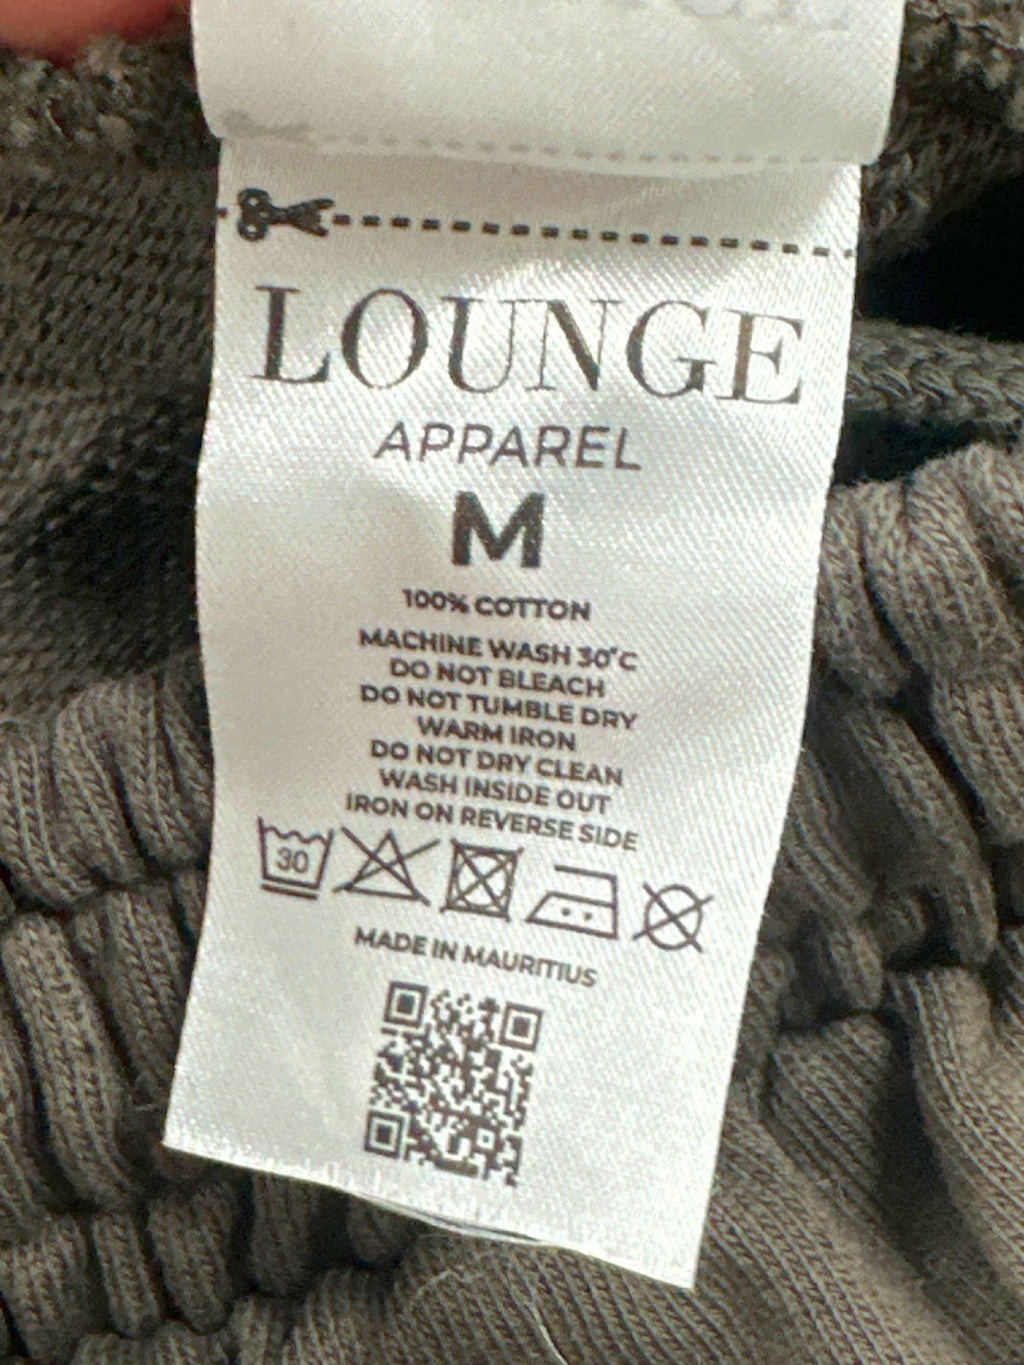 LOUNGE
APPAREL
M
100% COTTON
MACHINE WASH 30°C
DO NOT BLEACH
DO NOT TUMBLE DRY
WARM IRON
DO NOT DRY CLEAN
WASH INSIDE OUT
IRON ON REVERSE SIDE
30
MADE IN MAURITIUS